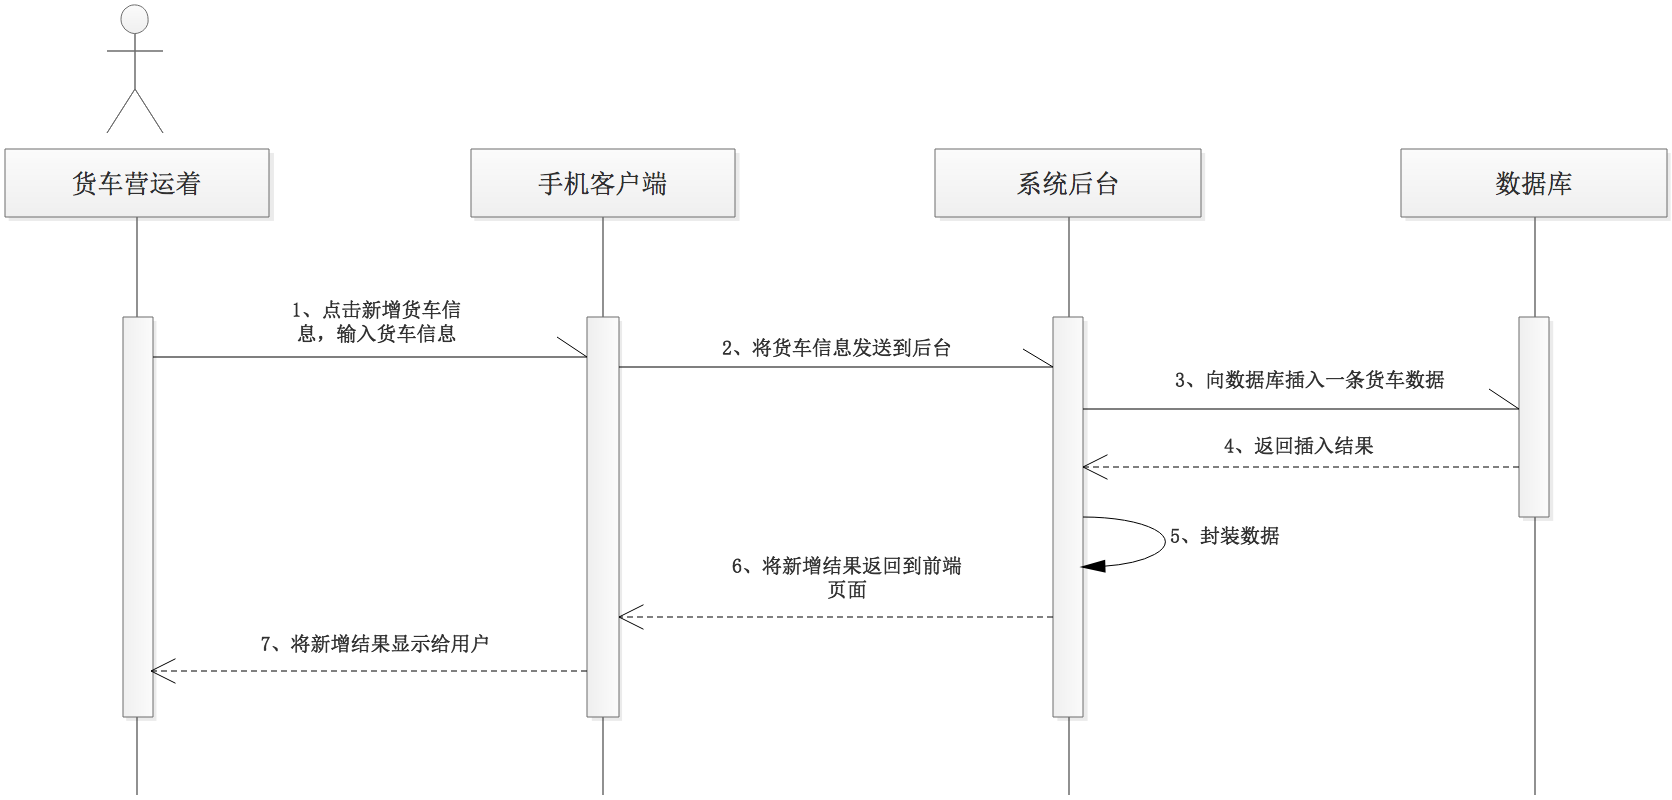 货车营运着
手机客户端
系统后台
数据库
1、点击新增货车信
息，输入货车信息
2、将货车信息发送到后台
3、向数据库插入一条货车数据
4、返回插入结果
5、封装数据
6、将新增结果返回到前端
页面
7、将新增结果显示给用户